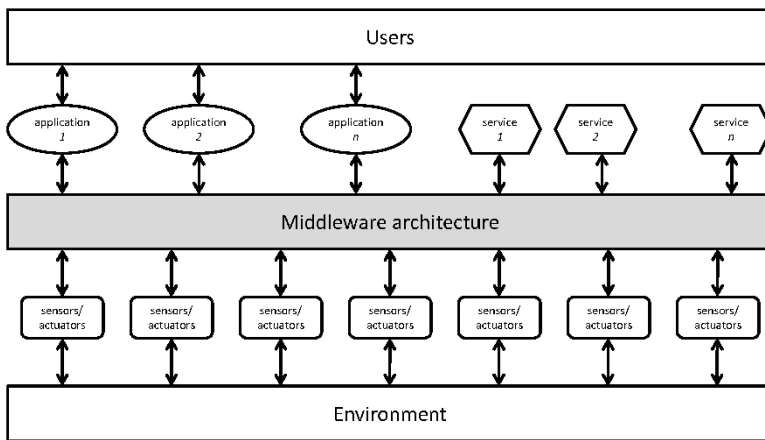 Users
application
1
application
2
application
n
service
1
service
2
service
n
Middleware architecture
sensors/
actuators
sensors/
actuators
sensors/
actuators
sensors/
actuators
sensors/
actuators
sensors/
actuators
sensors/
actuators
Environment